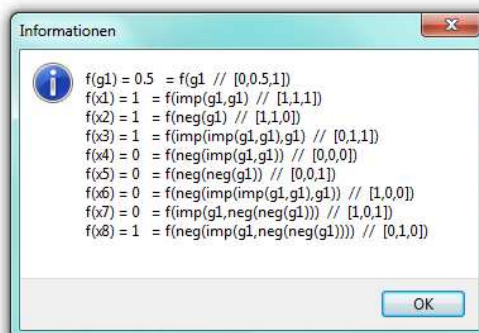 Informationen
f(g1) = 0.5 = f(g1 // [0,0.5,1])
f(x1) = 1 = f(imp(g1,g1) // [1,1,1])
f(x2) = 1 = f(neg(g1) // [1,1,0])
f(x3) = 1 = f(imp(imp(g1,g1),g1) // [0,1,1])
f(x4) = 0 = f(neg(imp(g1,g1)) // [0,0,0])
f(x5) = 0 = f(neg(neg(g1)) // [0,0,1])
f(x6) = 0 = f(neg(imp(imp(g1,g1),g1)) // [1,0,0])
f(x7) = 0 = f(imp(g1,neg(neg(g1))) // [1,0,1])
f(x8) = 1 = f(neg(imp(g1,neg(neg(g1)))) // [0,1,0])
OK